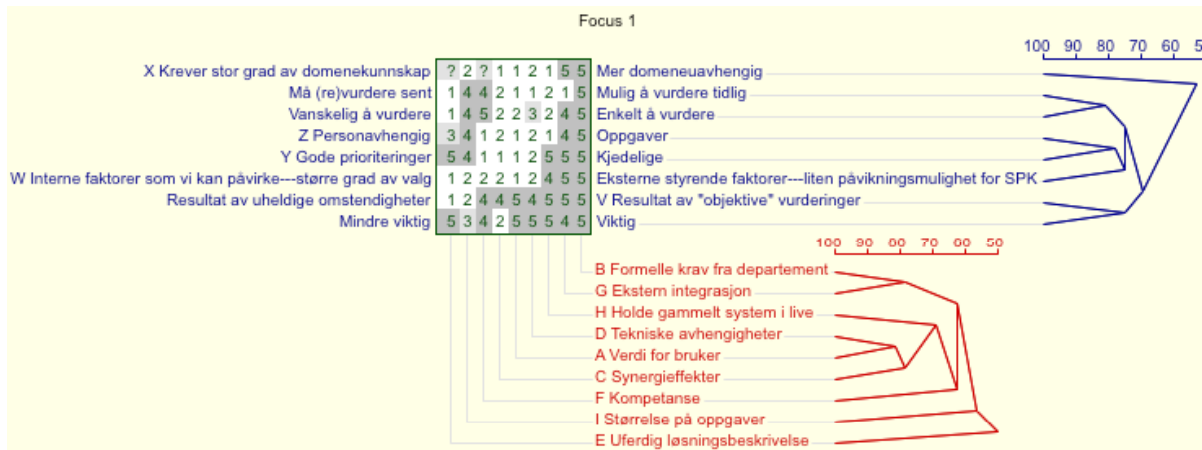 Focus 1
100 90 80 70 60 5
X Krever stor grad av domenekunnskap ? 2 ? 1 1 2 1 5 5 Mer domeneuavhengig
Må (re)vurdere sent 1 4 4 2 1 1 2 1 5 Mulig å vurdere tidlig
Vanskelig å vurdere 1 4 5 2 2 3 2 4 5 Enkelt å vurdere
Z Personavhengig 3 4 1 2 1 2 1 4 5 Oppgaver
Y Gode prioriteringer 5 4 1 1 1 2 5 5 5 Kjedelige
W Interne faktorer som vi kan påvirke---større grad av valg 1 2 2 2 1 2 4 5 5 Eksterne styrende faktorer---liten påvikningsmulighet for SPK
Resultat av uheldige omstendigheter 1 2 4 4 5 4 5 5 5 V Resultat av "objektive" vurderinger
Mindre viktig 5 3 4 2 5 5 5 4 5 Viktig
100 90 80 70 60 50
B Formelle krav fra departement
G Ekstern integrasjon
H Holde gammelt system i live
D Tekniske avhengigheter
A Verdi for bruker
C Synergieffekter
F Kompetanse
I Størrelse på oppgaver
E Uferdig løsningsbeskrivelse